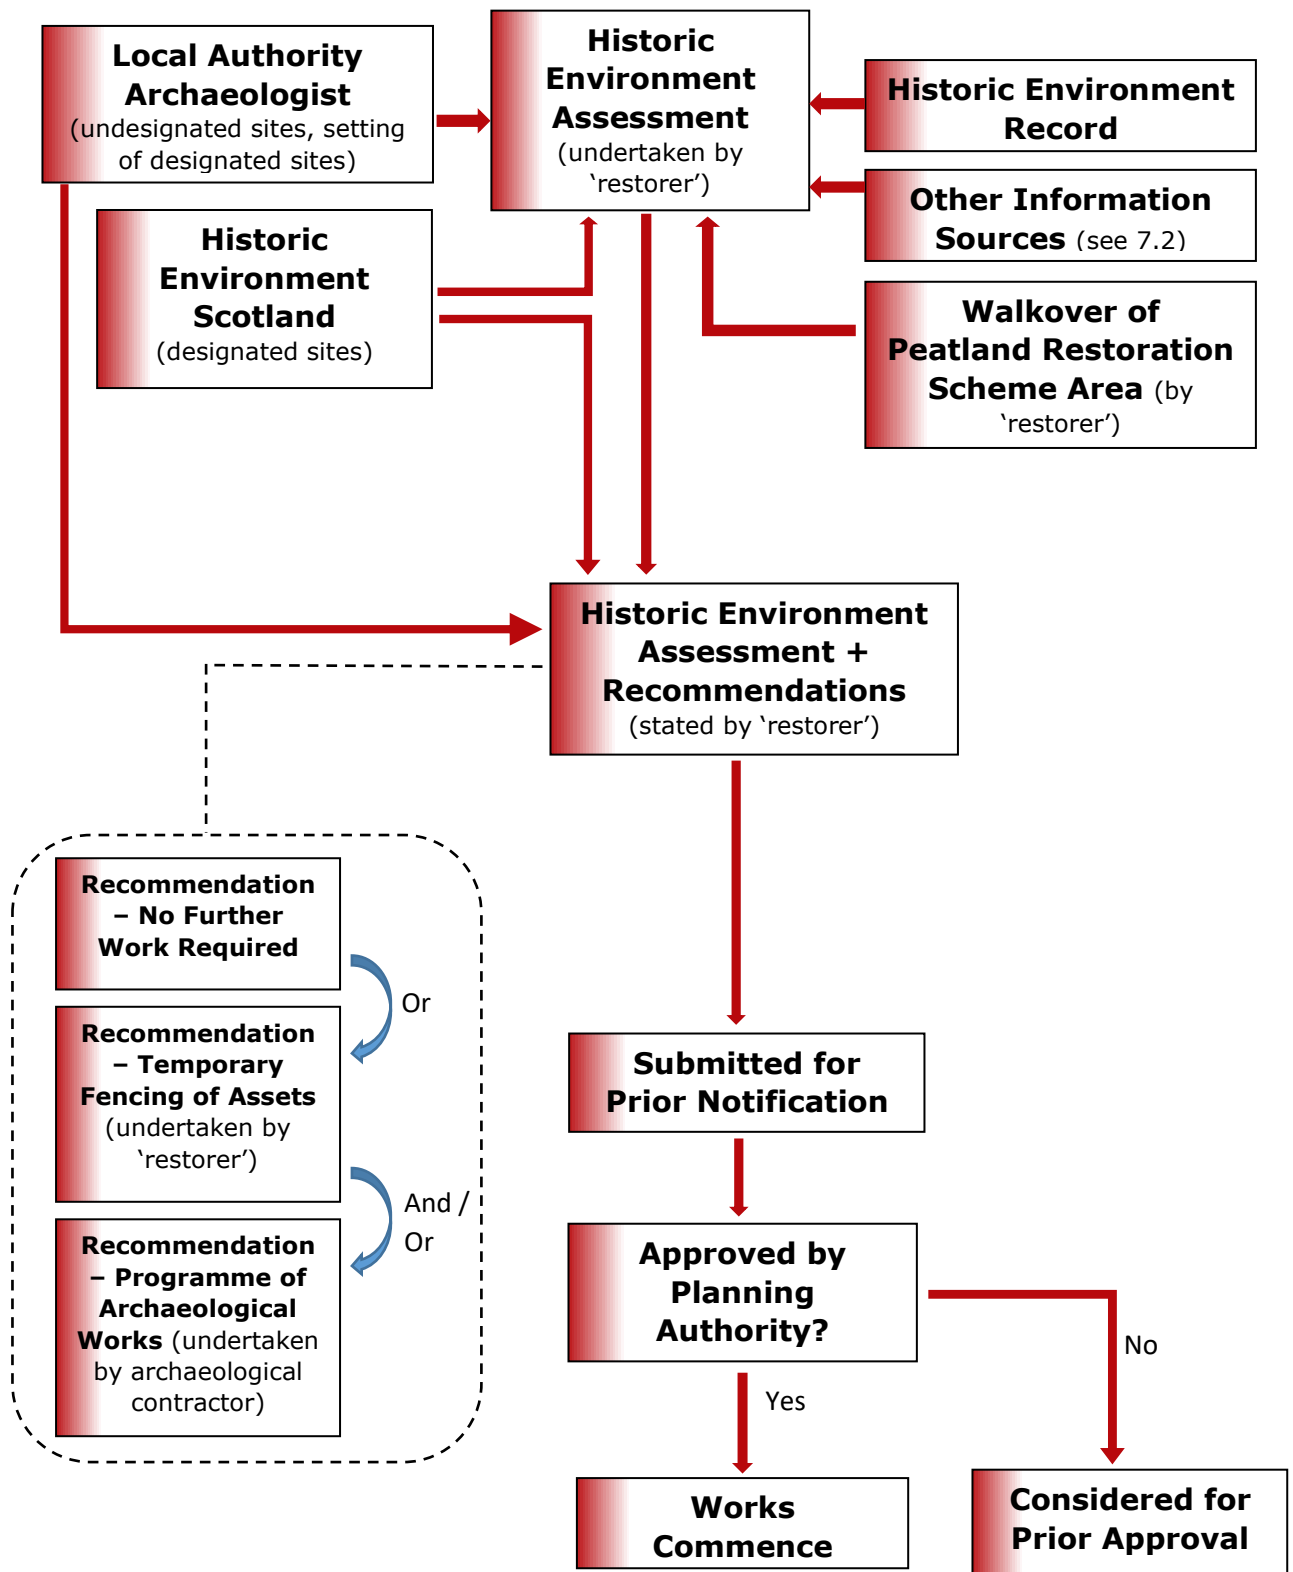 Local Authority
Archaeologist
(undesignated sites, setting
of designated sites)
Historic
Environment
Assessment
(undertaken by
‘restorer’)
Historic Environment
Record
Other Information
Sources (see 7.2)
Historic
Environment
Scotland
(designated sites)
Walkover of
Peatland Restoration
Scheme Area (by
‘restorer’)
Historic Environment
Assessment +
Recommendations
(stated by ‘restorer’)
Recommendation
– No Further
Work Required
Or
Recommendation
– Temporary
Fencing of Assets
(undertaken by
‘restorer’)
And /
Or
Recommendation
– Programme of
Archaeological
Works (undertaken
by archaeological
contractor)
Submitted for
Prior Notification
Approved by
Planning
Authority?
No
Yes
Works
Commence
Considered for
Prior Approval